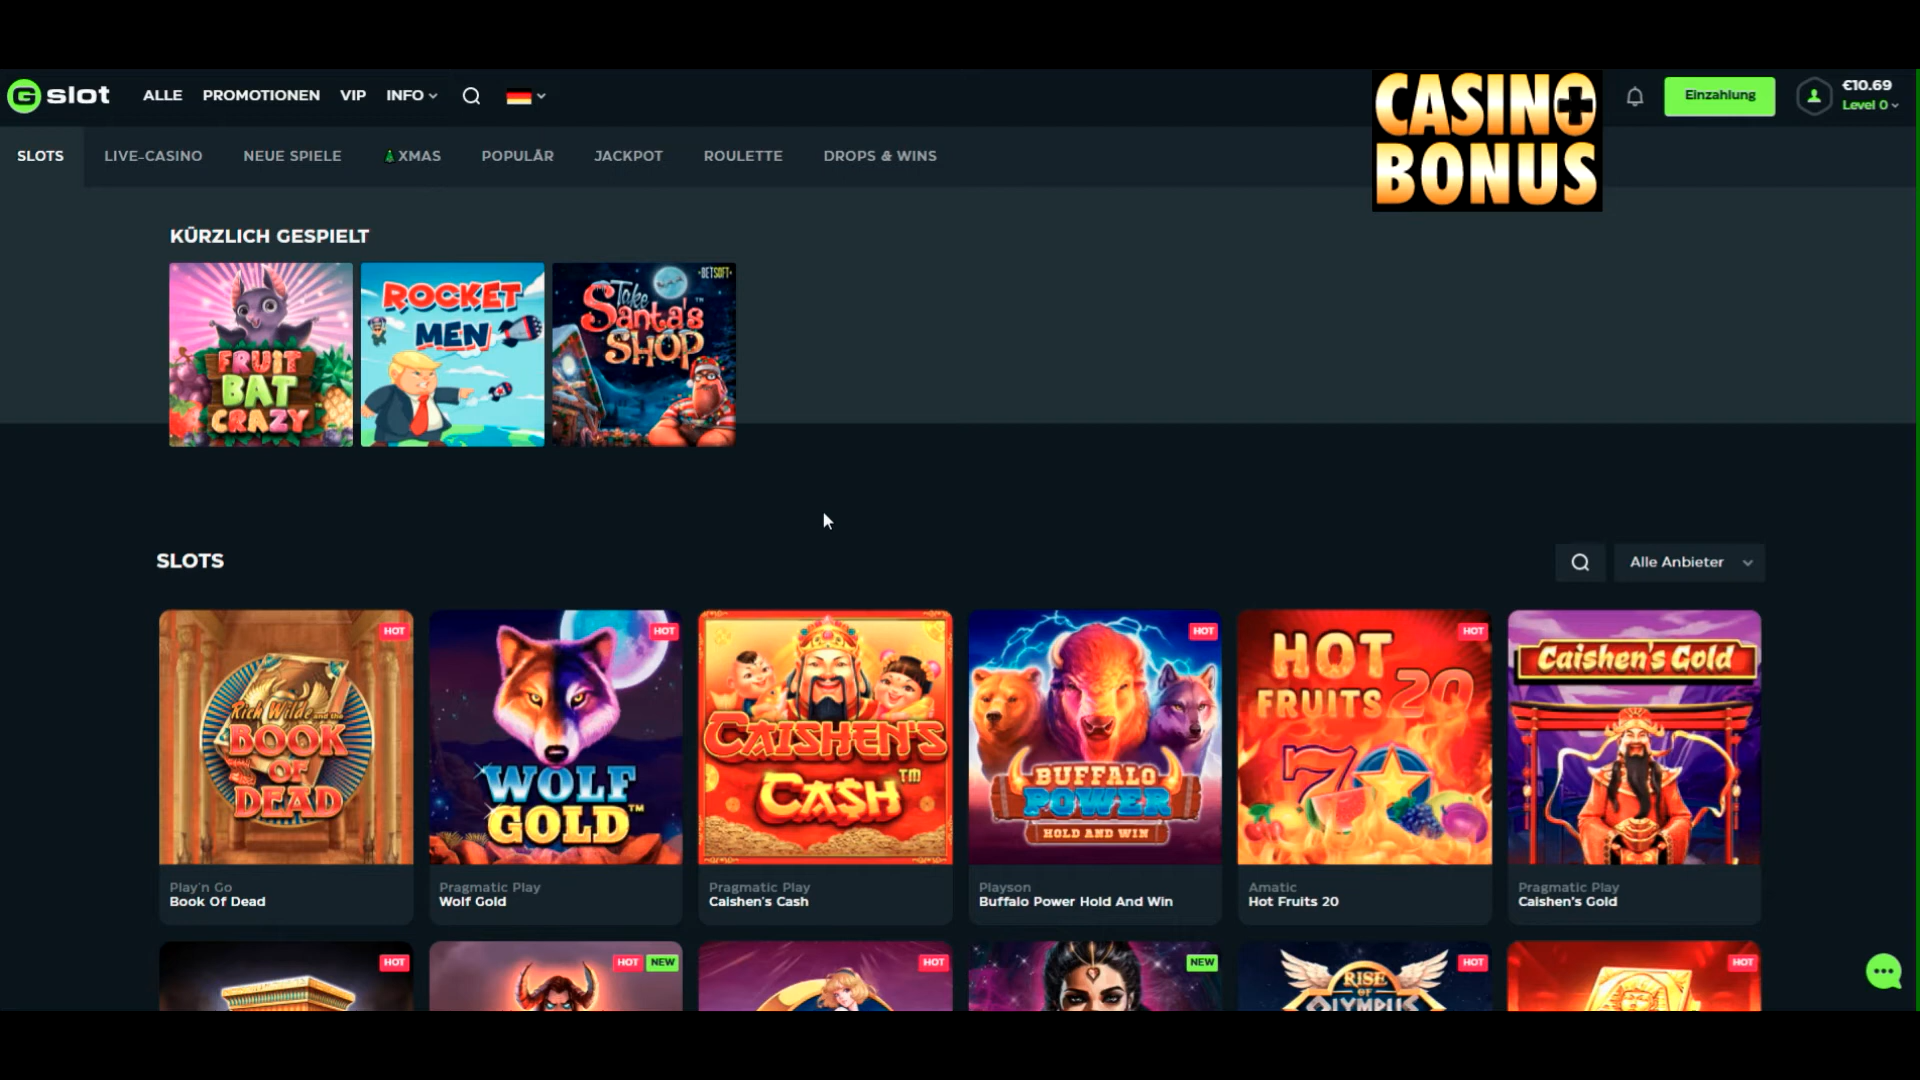 G slot ALLE PROMOTIONEN VIP INFO
CASINO
BONUS
Einzahlung
€10.69
Level 0
SLOTS LIVE-CASINO NEUE SPIELE XMAS POPULÄR JACKPOT ROULETTE DROPS & WINS
KÜRZLICH GESPIELT
FRUIT
BAT
CRAZY
ROCKET
MEN
·BETSOFT·
Take
Santa's
SHOP
SLOTS
Alle Anbieter
HOT
Rich Wilde and the
BOOK
OF
DEAD
HOT
WOLF
GOLD™
CAISHEN'S
CASH™
HOT
BUFFALO
POWER
HOLD AND WIN
HOT
HOT
FRUITS 20
7
Caishen's Gold
Play'n Go
Book Of Dead
Pragmatic Play
Wolf Gold
Pragmatic Play
Caishen's Cash
Playson
Buffalo Power Hold And Win
Amatic
Hot Fruits 20
Pragmatic Play
Caishen's Gold
HOT
HOT NEW
HOT
NEW
HOT
RISE
OF
OLYMPUS
HOT